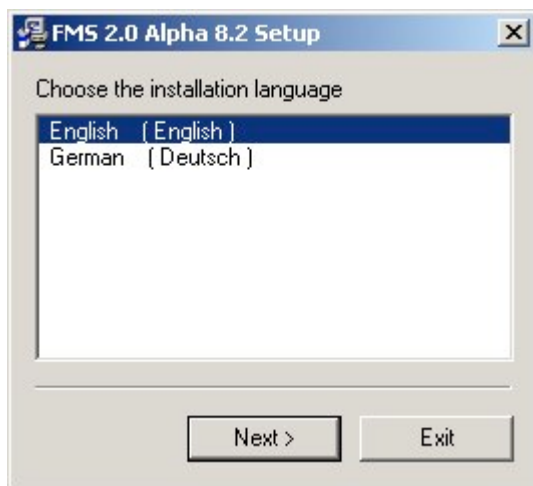 FMS 2.0 Alpha 8.2 Setup
Choose the installation language
English ( English )
German ( Deutsch )
Next >
Exit